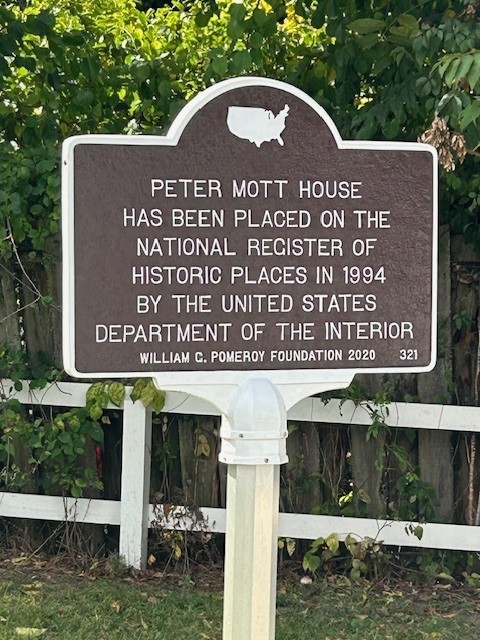 PETER MOTT HOUSE
HAS BEEN PLACED ON THE
NATIONAL REGISTER OF
HISTORIC PLACES IN 1994
BY THE UNITED STATES
DEPARTMENT OF THE INTERIOR
WILLIAM G. POMEROY FOUNDATION 2020 321